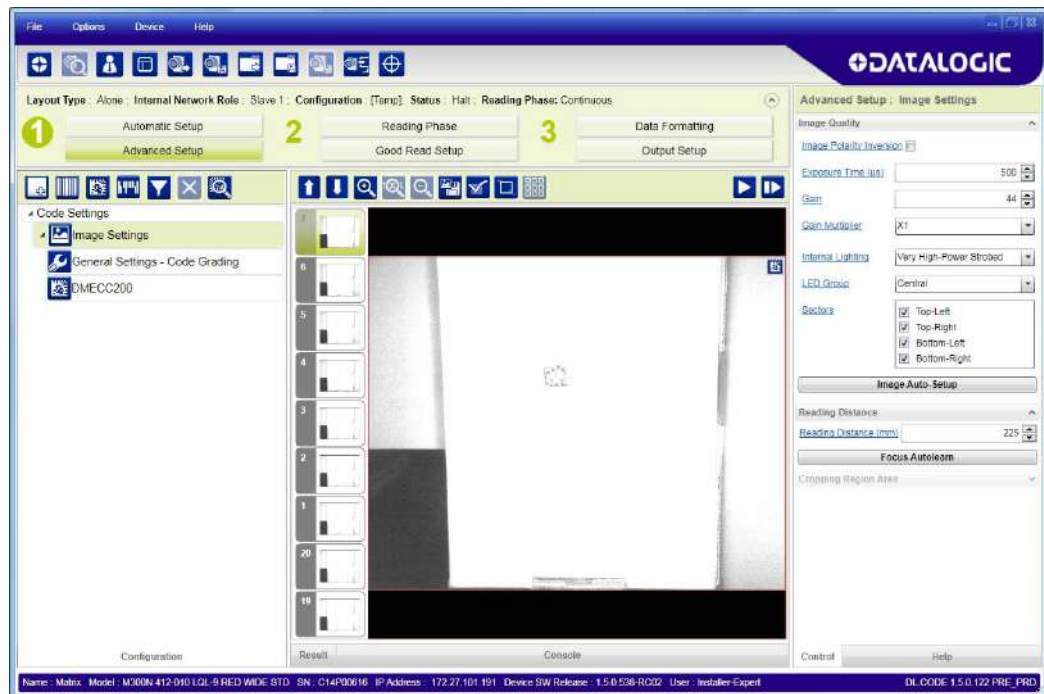 File Options Device Help
DATALOGIC
Layout Type : Alone ; Internal Network Role : Slave 1 ; Configuration : [Temp]; Status : Halt ; Reading Phase: Continuous
1 Automatic Setup 2 Reading Phase 3 Data Formatting
Advanced Setup Good Read Setup Output Setup
Code Settings
Image Settings
General Settings - Code Grading
DMECC200
7
6
5
4
3
2
1
20
19
Configuration
Result Console
Advanced Setup : Image Settings
Image Quality
Image Polarity Inversion
Exposure Time (us) 500
Gain 44
Gain Multiplier X1
Internal Lighting Very High-Power Strobed
LED Group Central
Sectors Top-Left
Top-Right
Bottom-Left
Bottom-Right
Image Auto-Setup
Reading Distance
Reading Distance (mm) 225
Focus Autolearn
Cropping Region Area
Control Help
Name : Matrix Model : M300N 412-010 LQL-9 RED WIDE STD SN : C14P00616 IP Address : 172.27.101.191 Device SW Release : 1.5.0.538-RC02 User : Installer-Expert DL.CODE 1.5.0.122 PRE_PRD